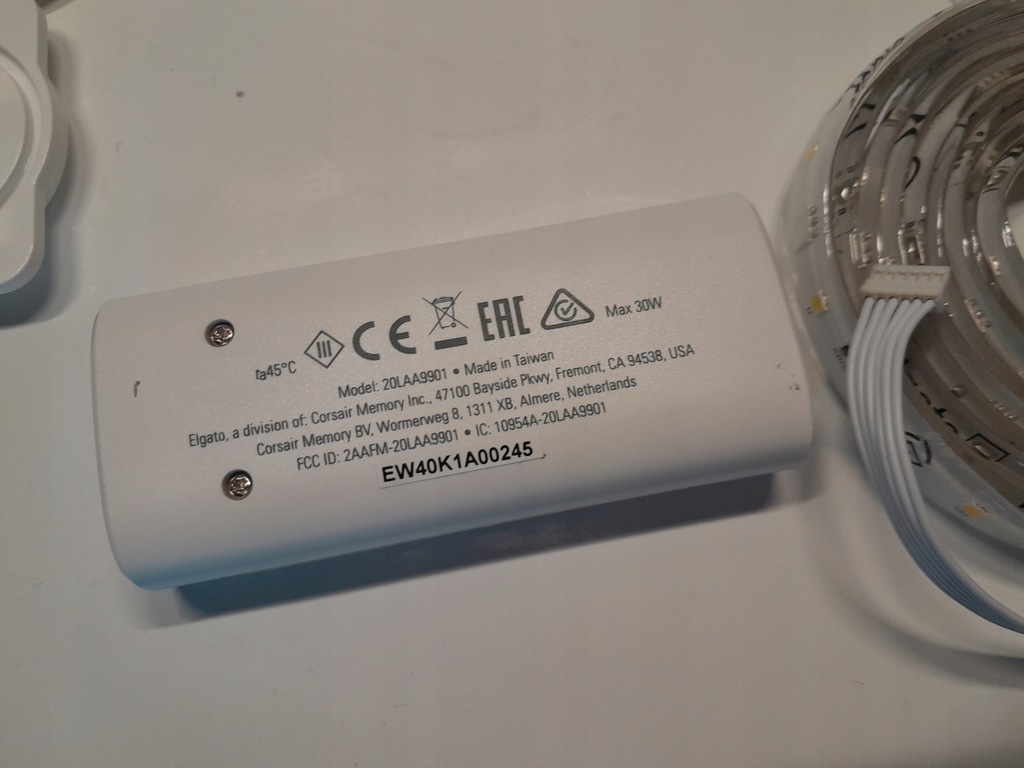 ta45°C III CE EAC Max 30W
Model: 20LAA9901 • Made in Taiwan
Elgato, a division of: Corsair Memory Inc., 47100 Bayside Pkwy, Fremont, CA 94538, USA
Corsair Memory BV, Wormerweg 8, 1311 XB, Almere, Netherlands
FCC ID: 2AAFM-20LAA9901 • IC: 10954A-20LAA9901
EW40K1A00245